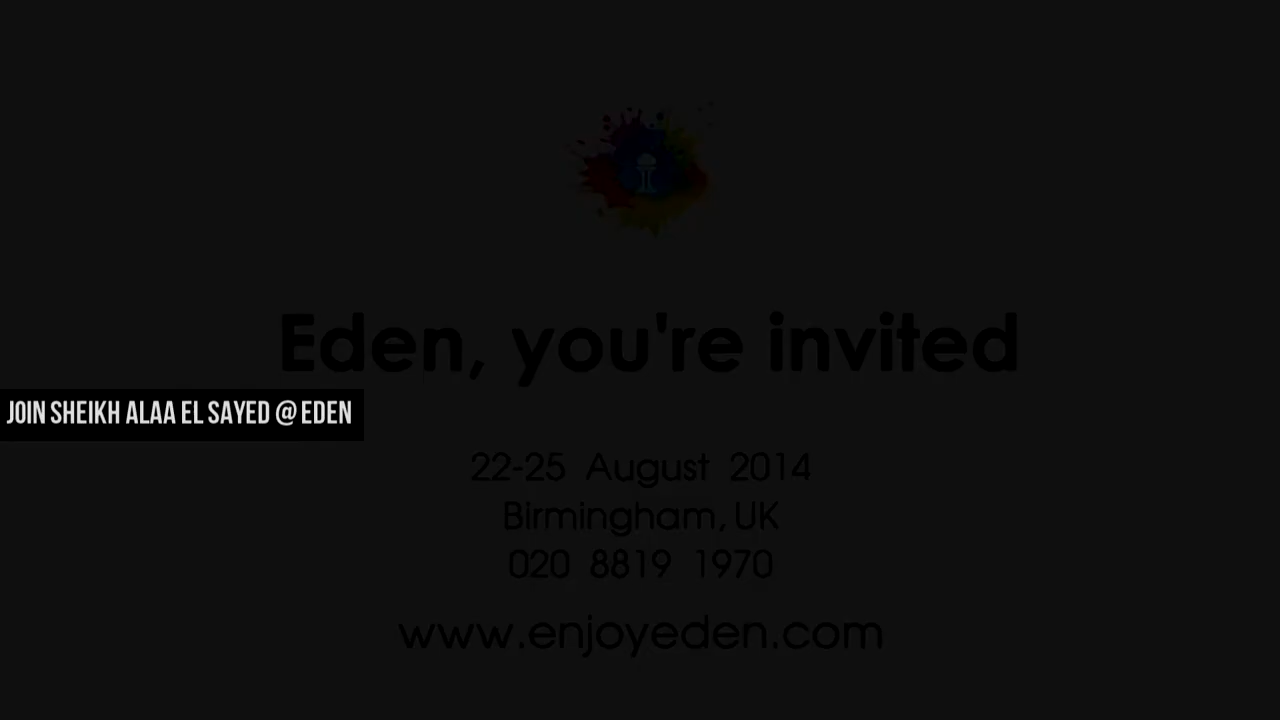 Eden, you're invited
JOIN SHEIKH ALAA EL SAYED @ EDEN
22-25 August 2014
Birmingham, UK
020 8819 1970
www.enjoyeden.com